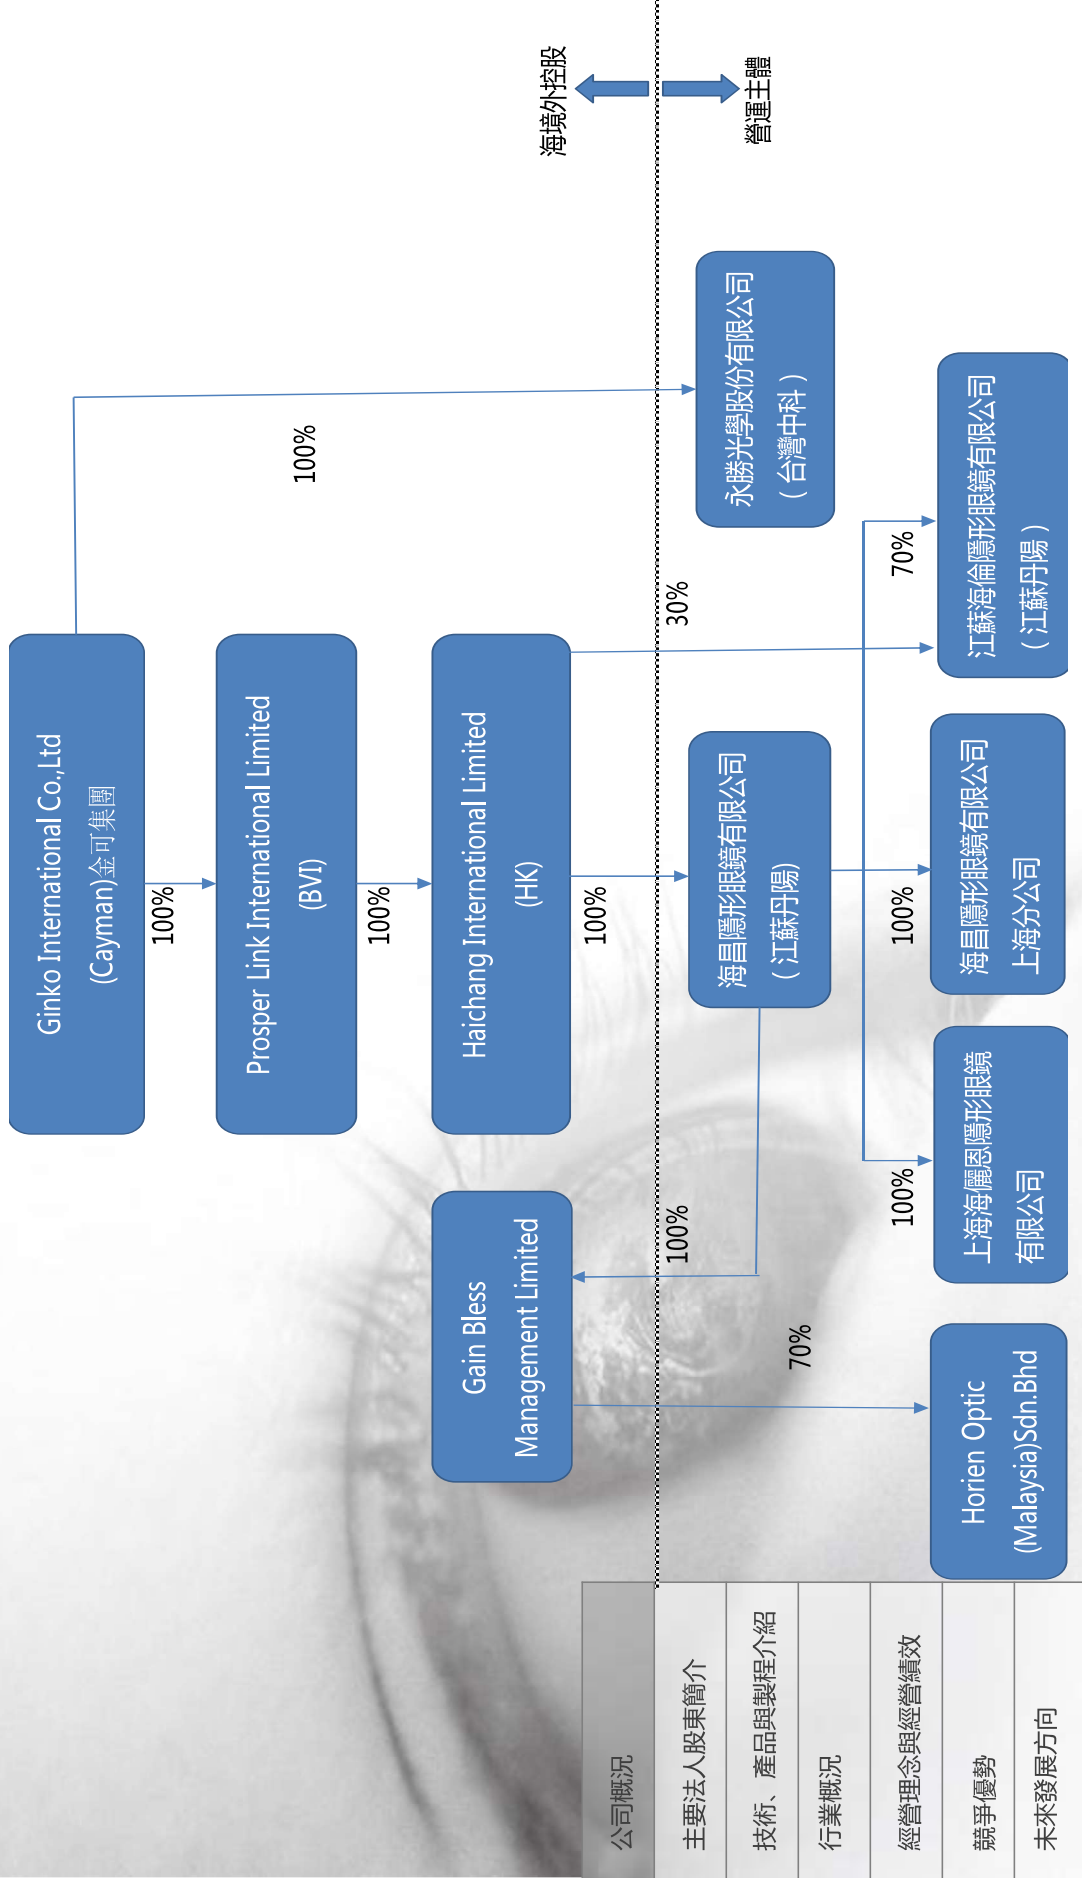 Ginko International Co.,Ltd
(Cayman)金可集團
100%
100%
Prosper Link International Limited
(BVI)
100%
Haichang International Limited
(HK)
Gain Bless
Management Limited
海境外控股
營運主體
100%
30%
100%
永勝光學股份有限公司
( 台灣中科 )
海昌隱形眼鏡有限公司
( 江蘇丹陽)
70%
100%
100%
70%
Horien Optic
(Malaysia)Sdn.Bhd
上海海儷恩隱形眼鏡
有限公司
海昌隱形眼鏡有限公司
上海分公司
江蘇海倫隱形眼鏡有限公司
( 江蘇丹陽 )
公司概況
主要法人股東簡介
技術、產品與製程介紹
行業概況
經營理念與經營績效
競爭優勢
未來發展方向